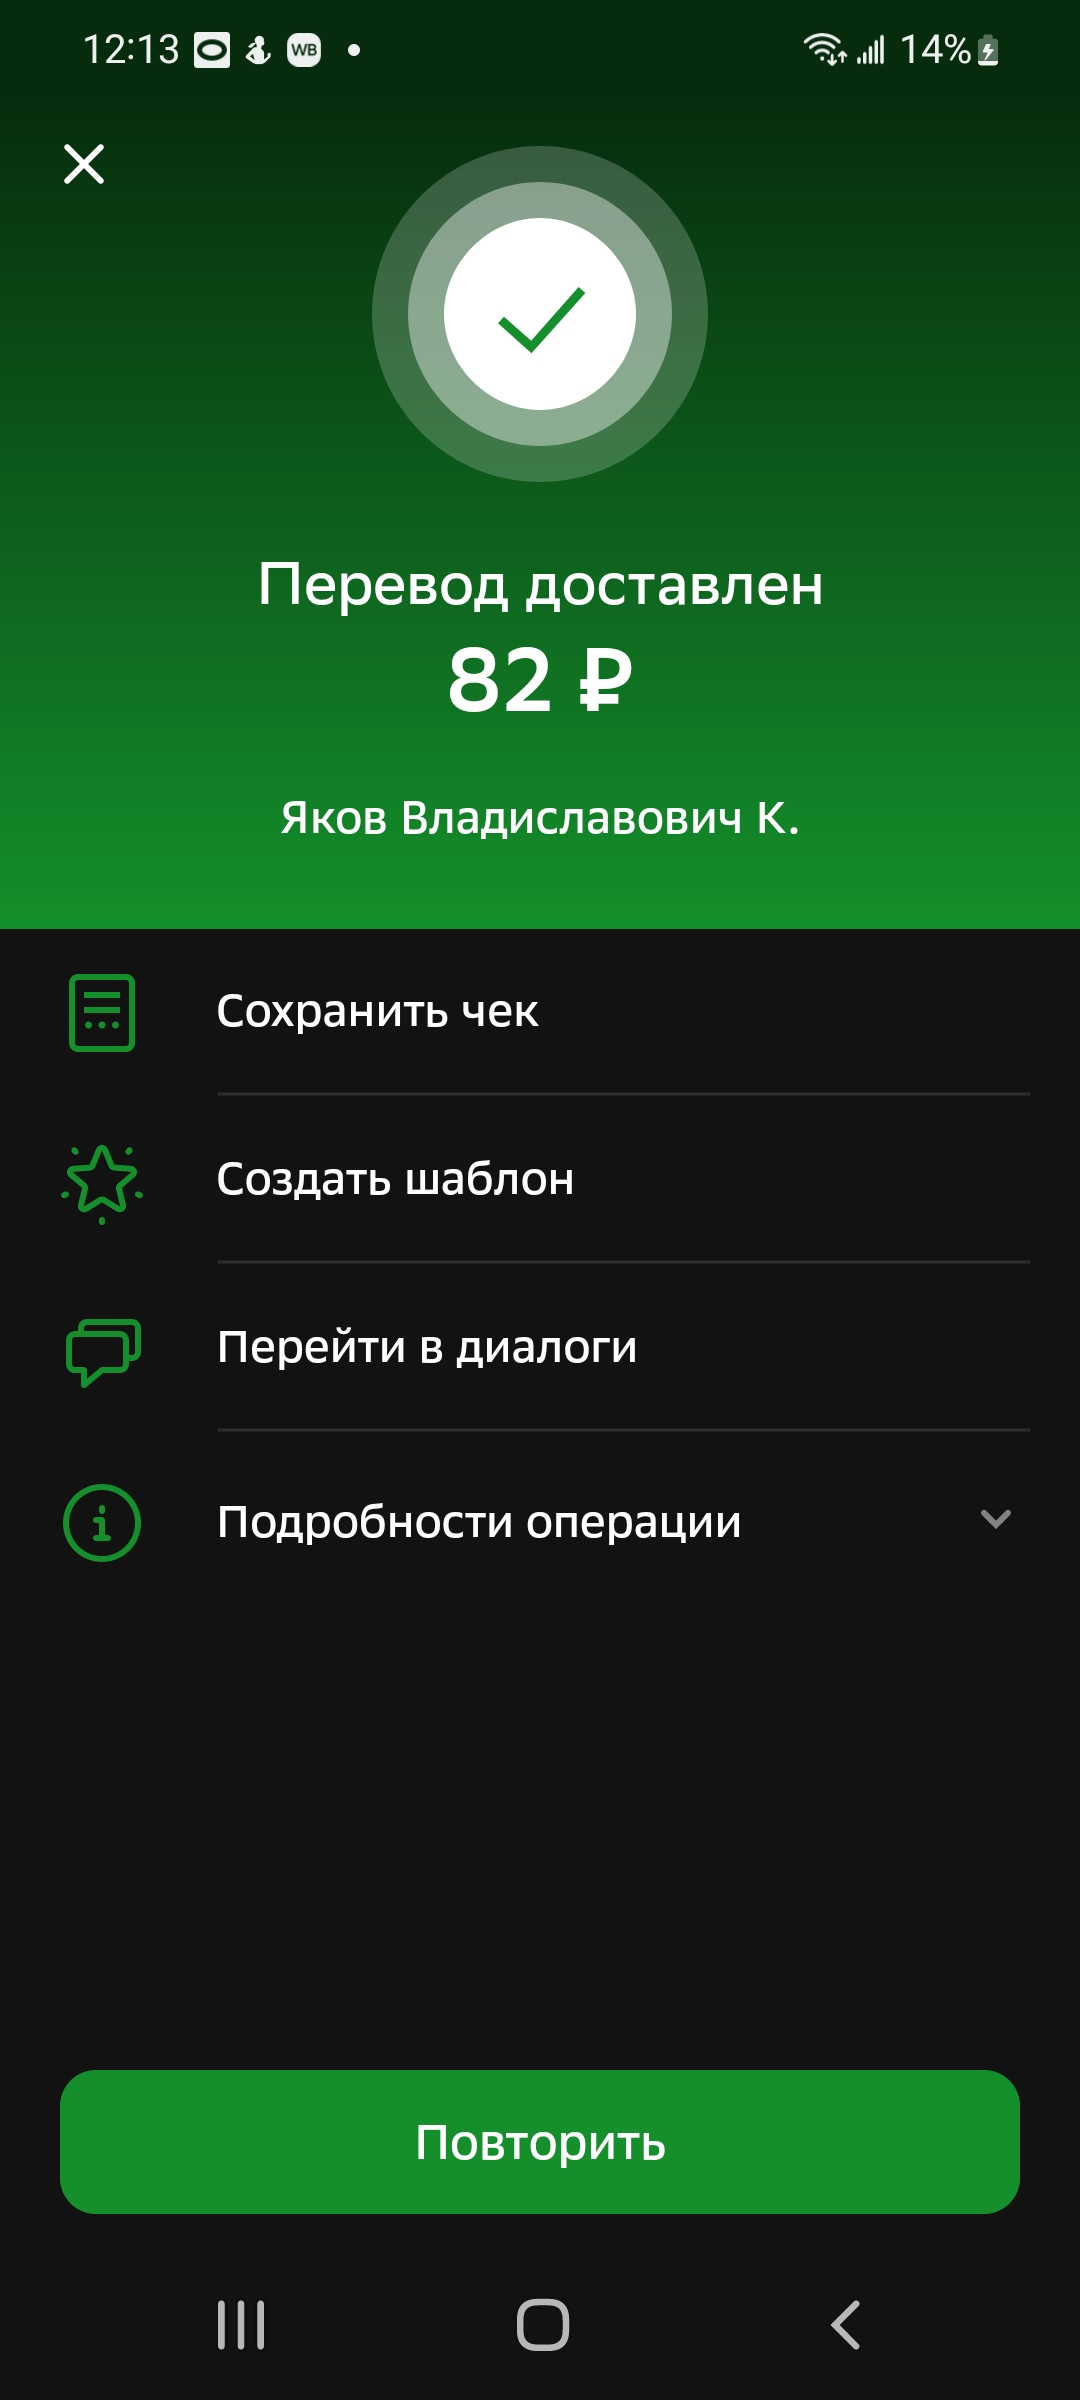 12:13 WB 14%
Перевод доставлен
82 ₽
Яков Владиславович К.
Сохранить чек
Создать шаблон
Перейти в диалоги
Подробности операции
Повторить